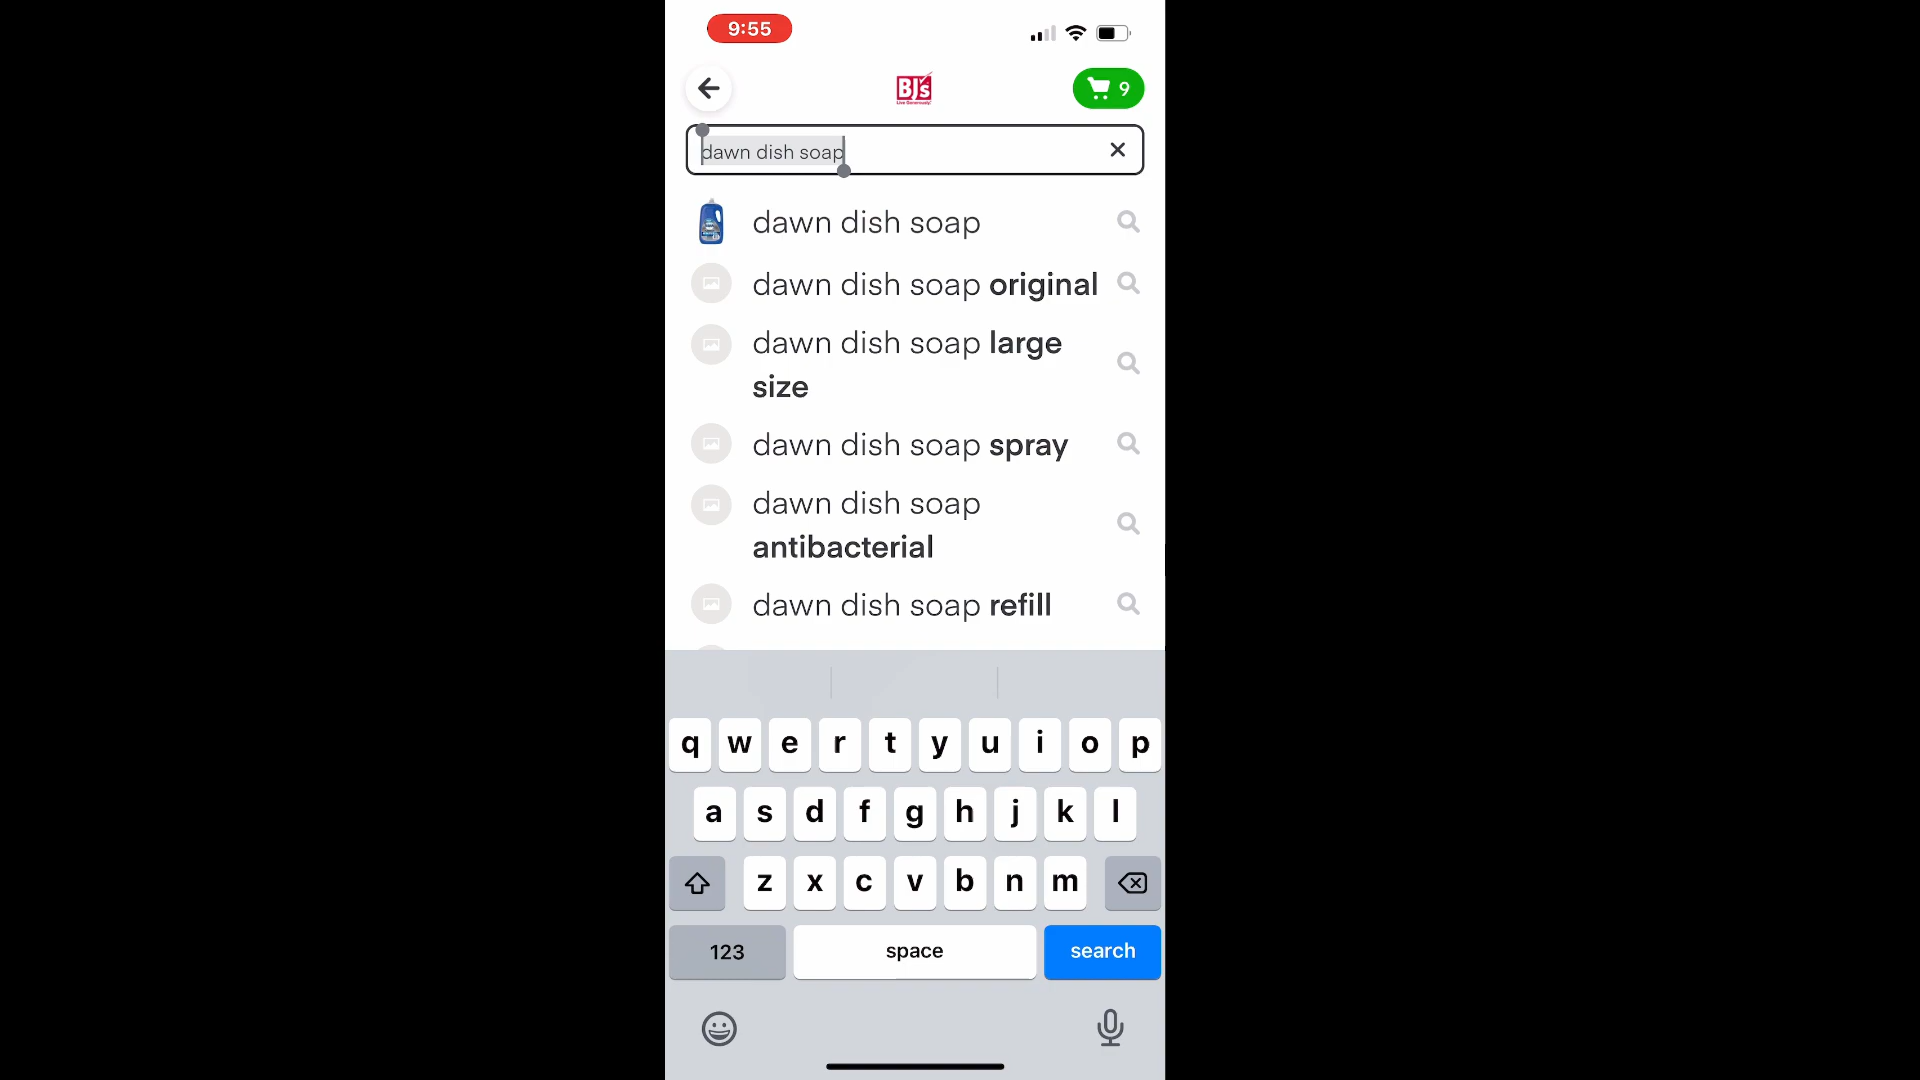 9:55
BJ's
9
dawn dish soap
dawn dish soap
dawn dish soap original
dawn dish soap large
size
dawn dish soap spray
dawn dish soap
antibacterial
dawn dish soap refill
q w e r t y u i o p
a s d f g h j k l
z x c v b n m
123 space search